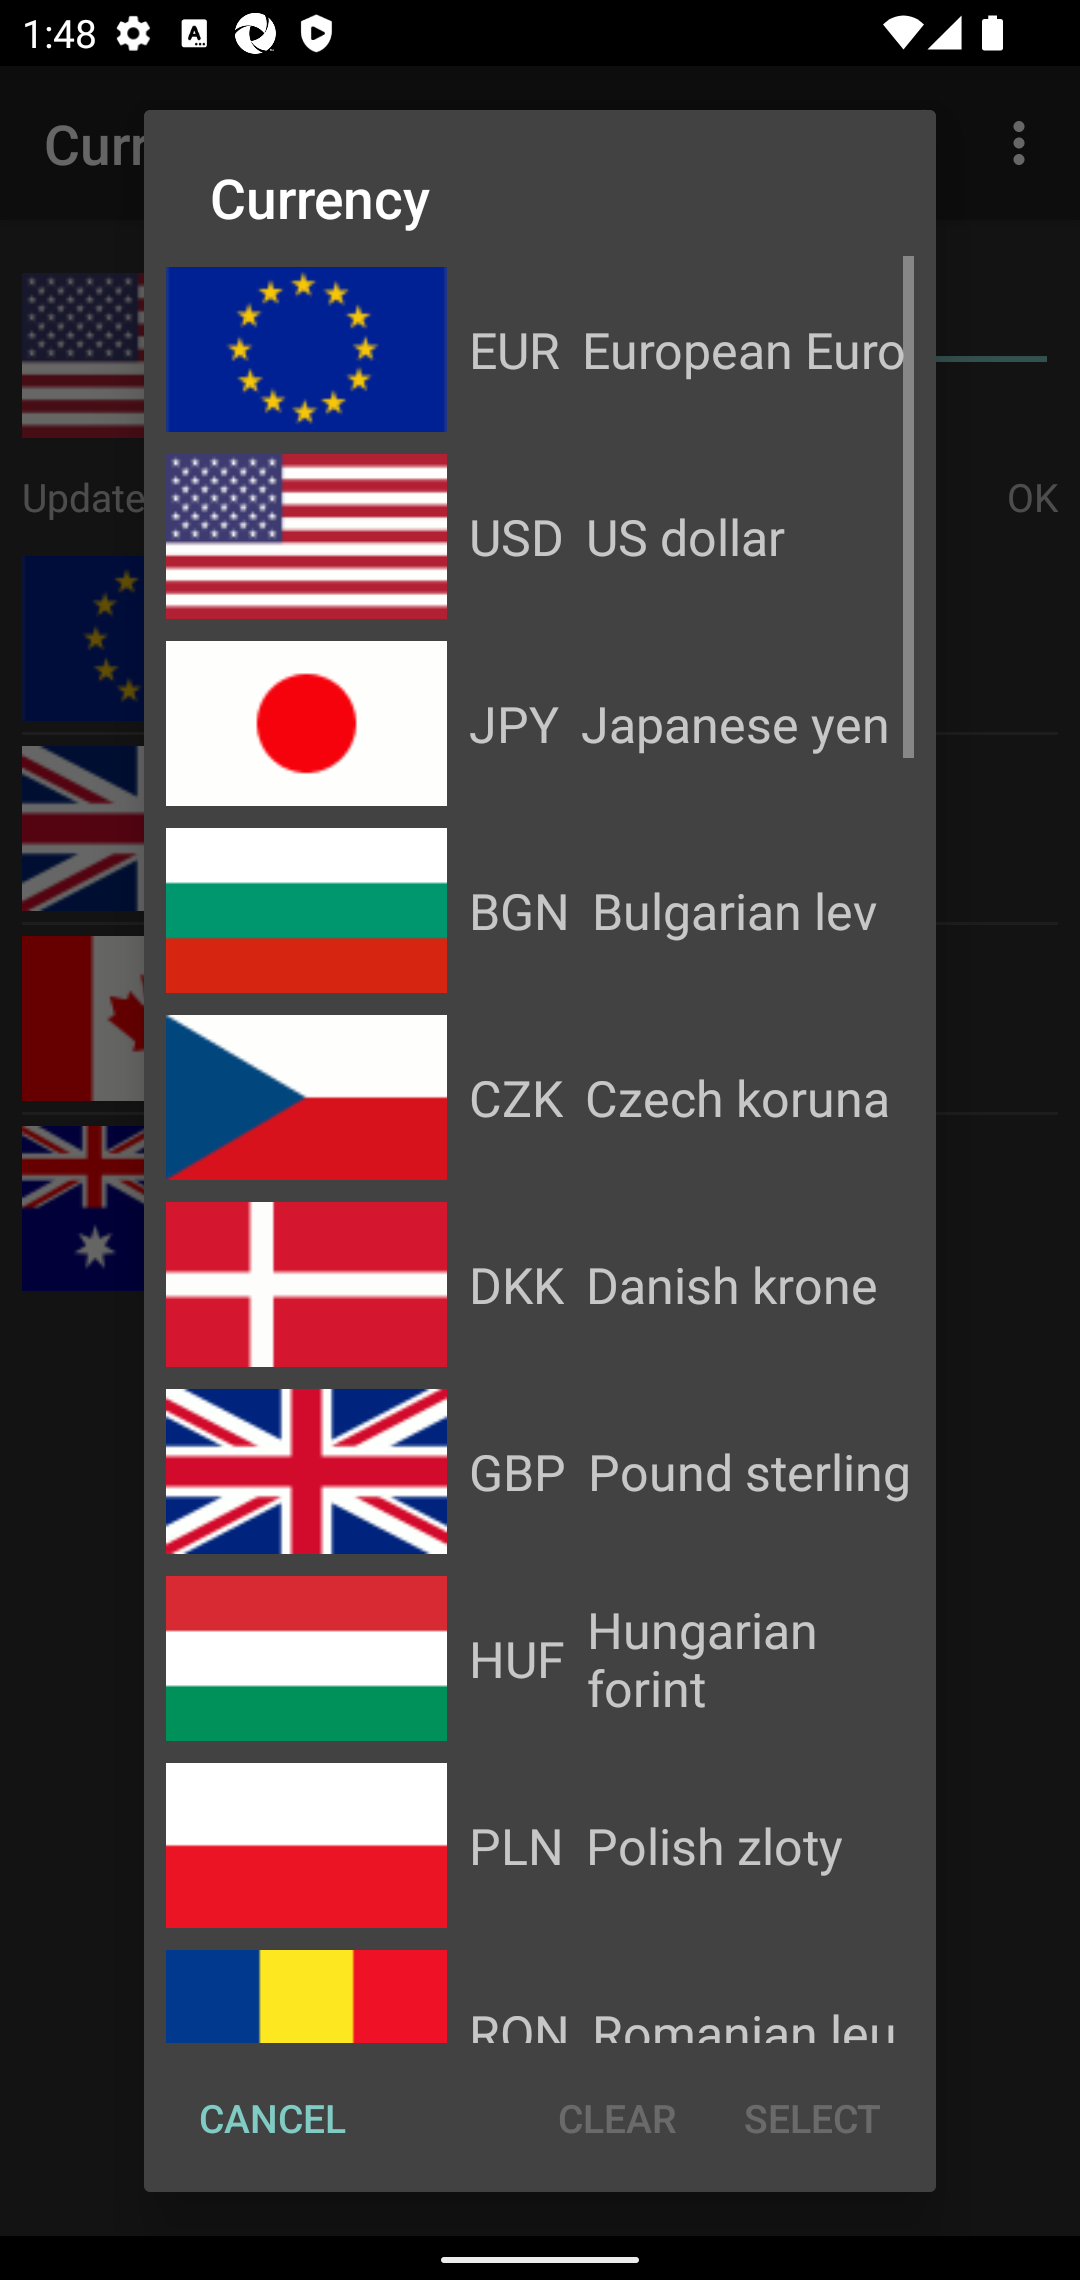 1:48
Curr
Currency
EUR European Euro
USD US dollar
Update
OK
JPY Japanese yen
BGN Bulgarian lev
CZK Czech koruna
DKK Danish krone
GBP Pound sterling
HUF Hungarian
forint
PLN Polish zloty
RON Romanian leu
CANCEL CLEAR SELECT